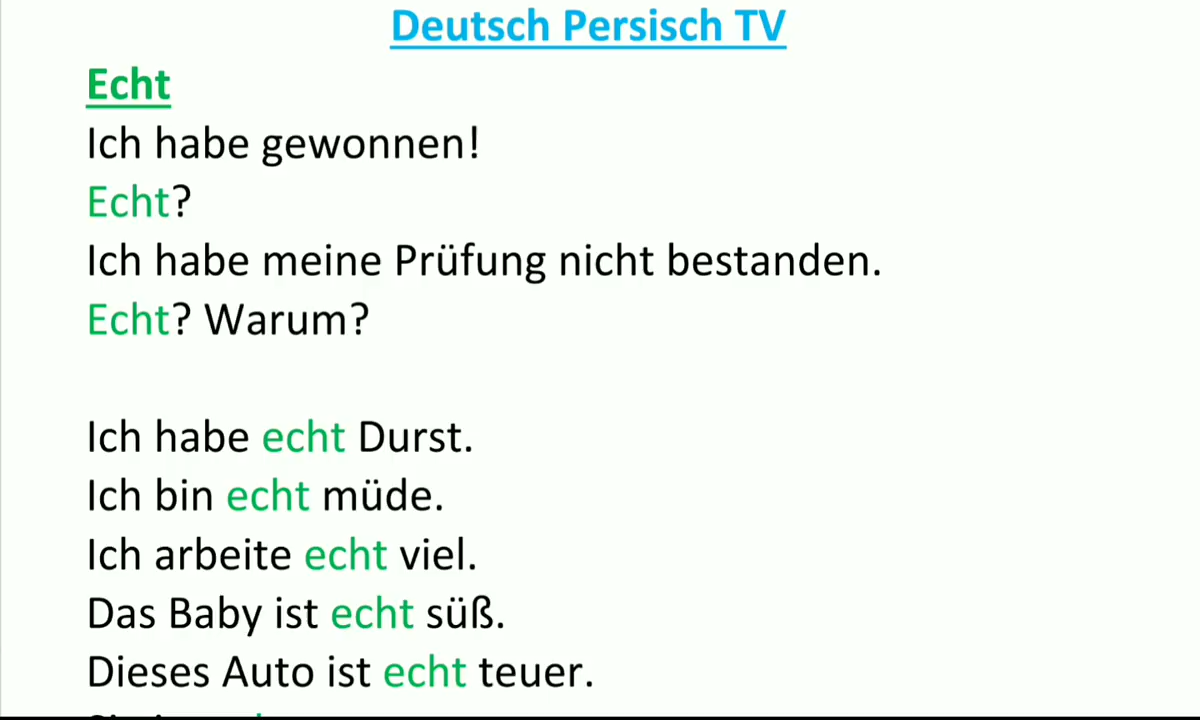 Deutsch Persisch TV
Echt
Ich habe gewonnen!
Echt?
Ich habe meine Prüfung nicht bestanden.
Echt? Warum?
Ich habe echt Durst.
Ich bin echt müde.
Ich arbeite echt viel.
Das Baby ist echt süß.
Dieses Auto ist echt teuer.